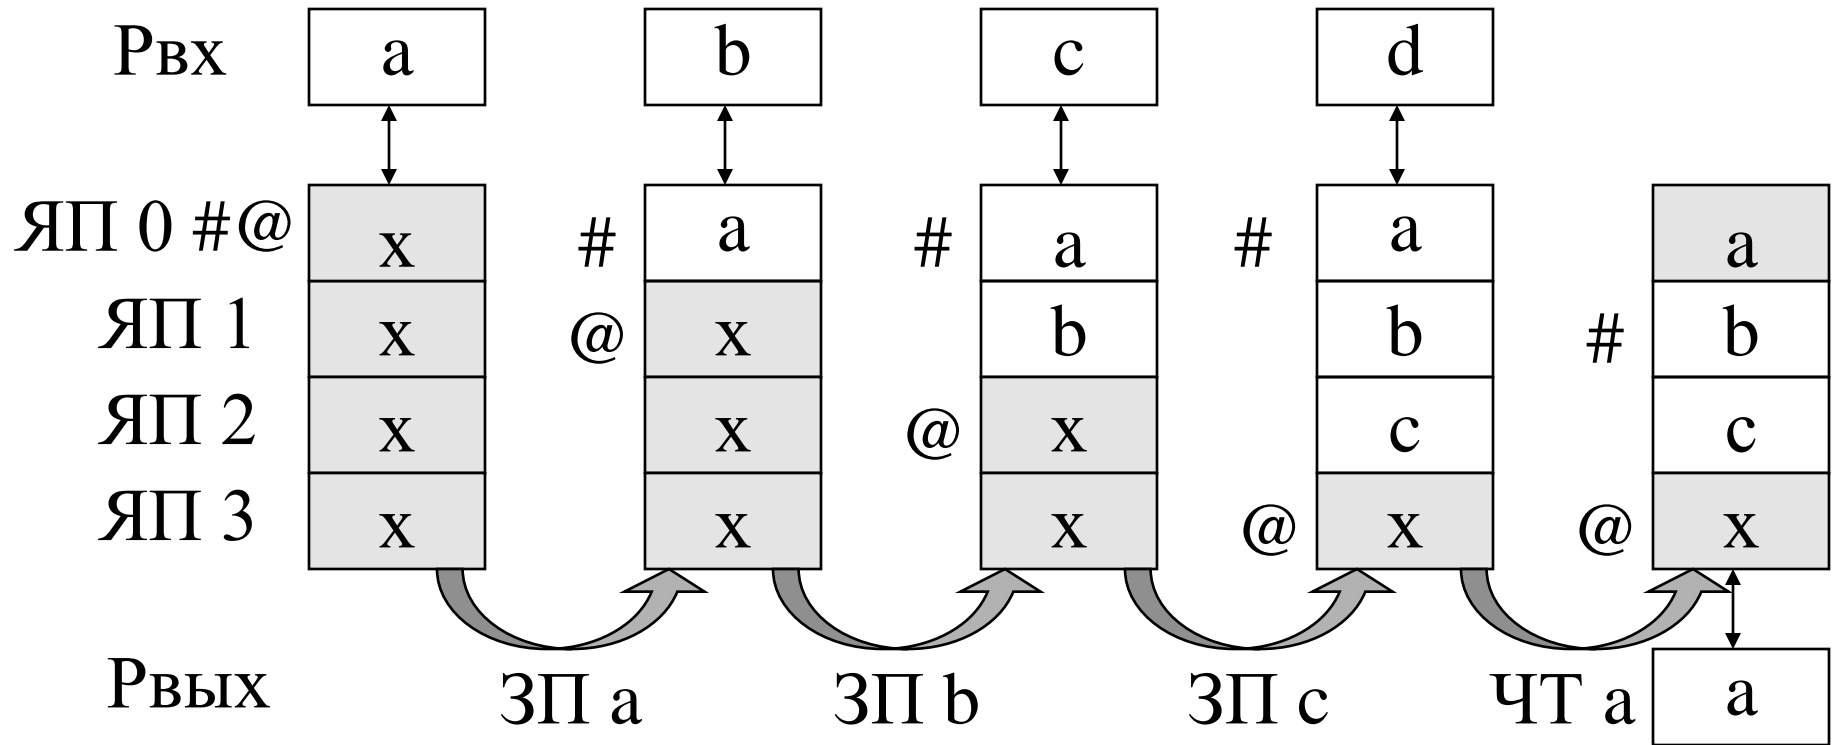 Рвх a b c d
ЯП 0 #@ x # a # a # a a
ЯП 1 x @ x b b # b
ЯП 2 x x @ x c c
ЯП 3 x x x @ x @ x
Рвых ЗП a ЗП b ЗП c ЧТ a a